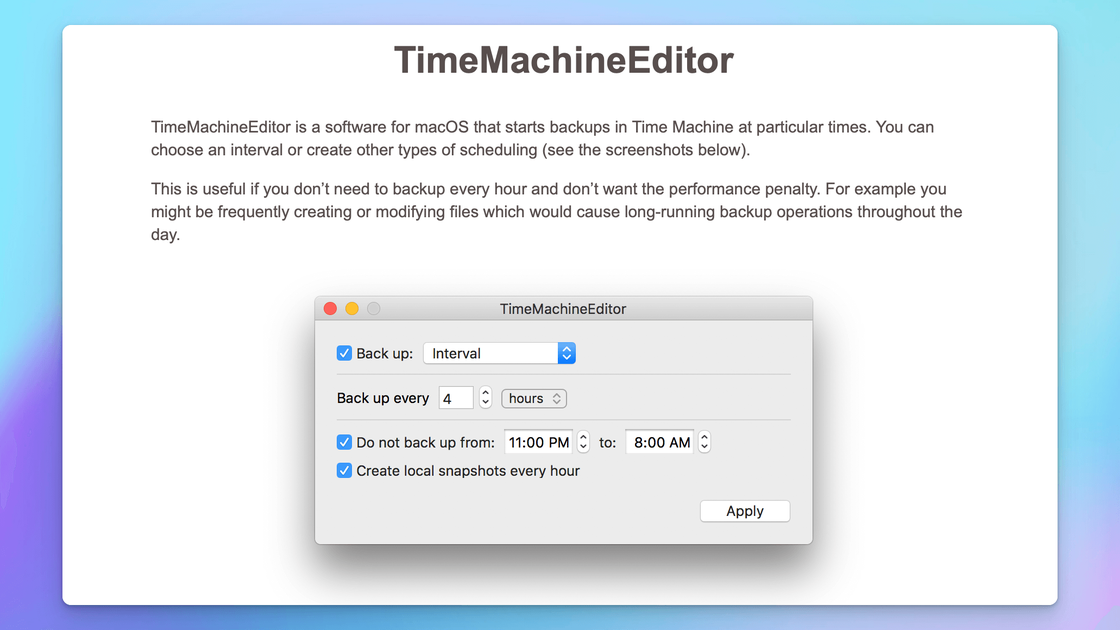 TimeMachineEditor
TimeMachineEditor is a software for macOS that starts backups in Time Machine at particular times. You can
choose an interval or create other types of scheduling (see the screenshots below).
This is useful if you don’t need to backup every hour and don’t want the performance penalty. For example you
might be frequently creating or modifying files which would cause long-running backup operations throughout the
day.
TimeMachineEditor
Back up: Interval
Back up every 4 hours
Do not back up from: 11:00 PM to: 8:00 AM
Create local snapshots every hour
Apply